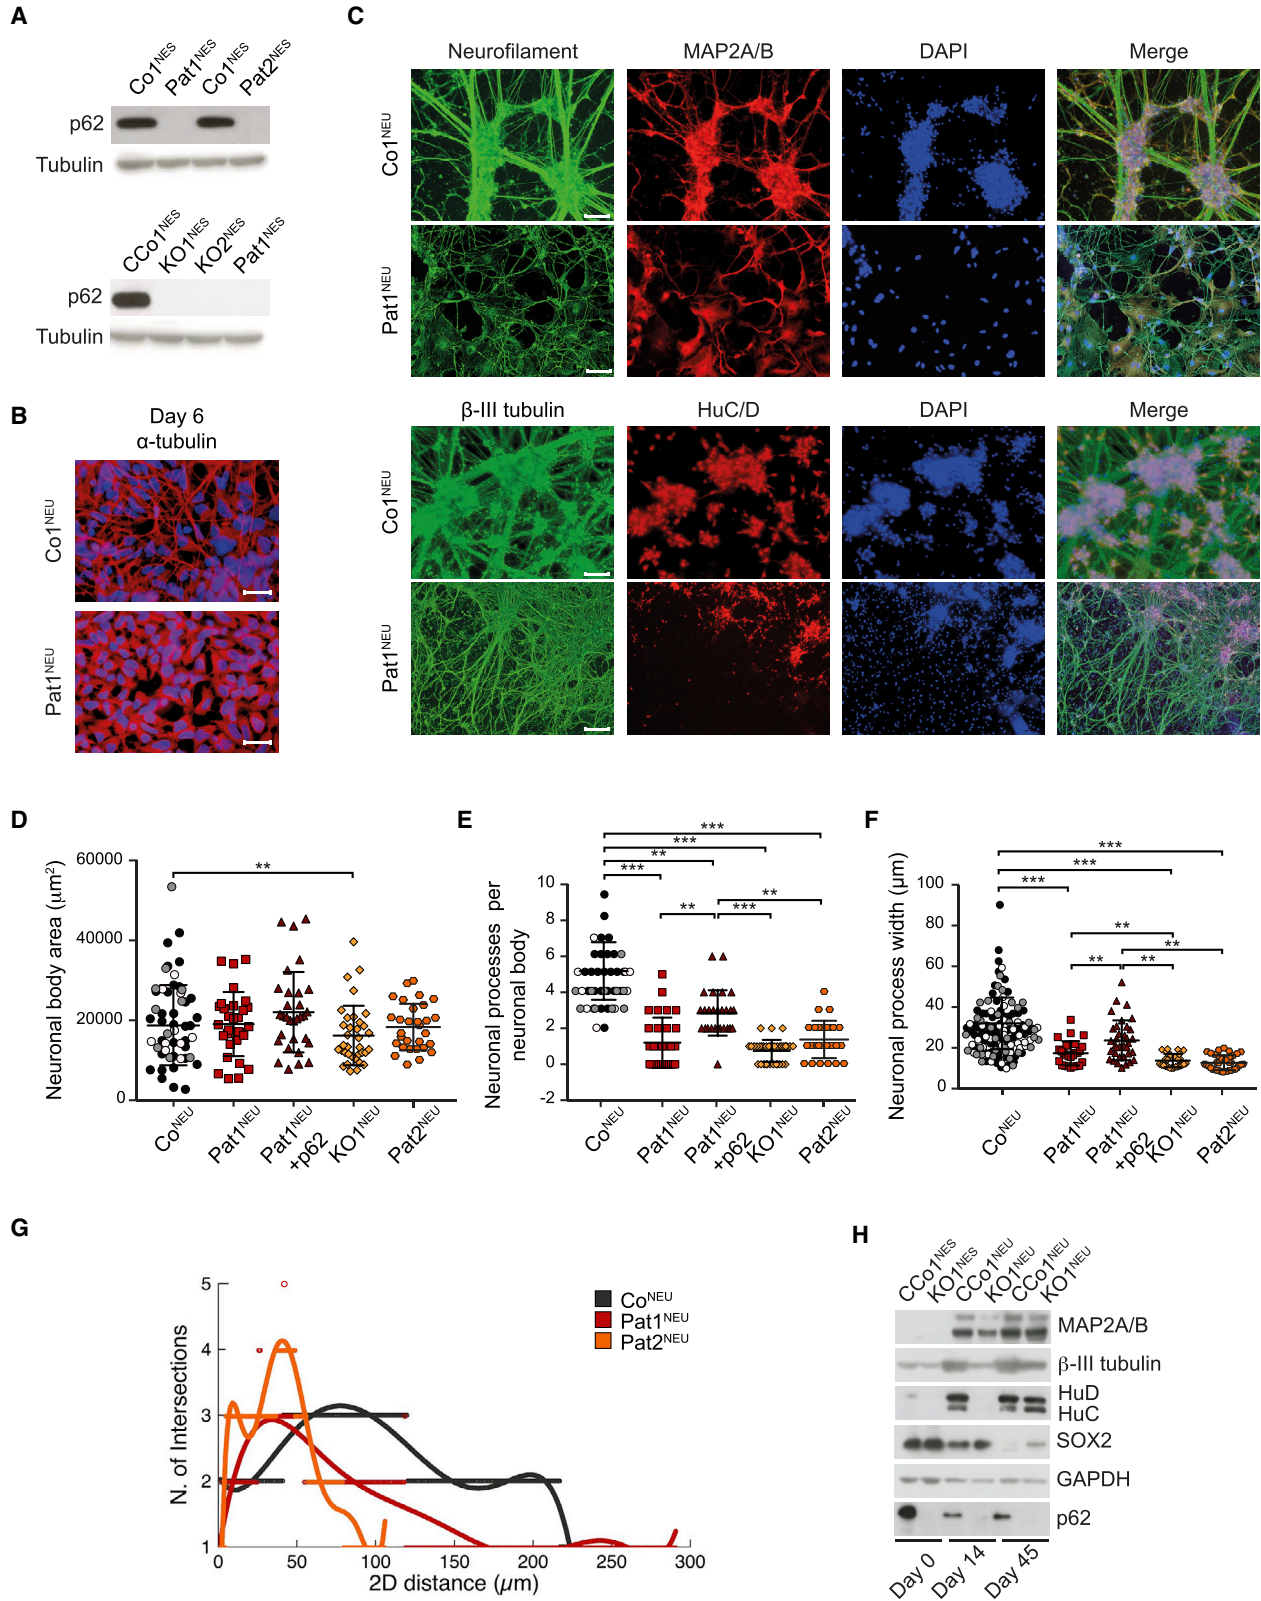 A
Co1NES Pat1NES Co1NES Pat2NES
p62
Tubulin
CCo1NES KO1NES KO2NES Pat1NES
p62
Tubulin
B
Day 6
α-tubulin
Co1NEU
Pat1NEU
C
Neurofilament MAP2A/B DAPI Merge
Co1NEU
Pat1NEU
β-III tubulin HuC/D DAPI Merge
Co1NEU
Pat1NEU
D
Neuronal body area (μm2)
60000
40000
20000
0
**
CoNEU Pat1NEU Pat1NEU +p62 KO1NEU Pat2NEU
E
Neuronal processes per
neuronal body
10
8
6
4
2
0
-2
***
***
**
***
**
** ***
CoNEU Pat1NEU Pat1NEU +p62 KO1NEU Pat2NEU
F
Neuronal process width (μm)
100
80
60
40
20
0
***
***
***
**
**
** **
CoNEU Pat1NEU Pat1NEU +p62 KO1NEU Pat2NEU
G
N. of Intersections
5
4
3
2
1
0 50 100 150 200 250 300
2D distance (μm)
CoNEU
Pat1NEU
Pat2NEU
H
CCo1NES KO1NES CCo1NEU KO1NEU CCo1NEU KO1NEU
MAP2A/B
β-III tubulin
HuD
HuC
SOX2
GAPDH
p62
Day 0 Day 14 Day 45